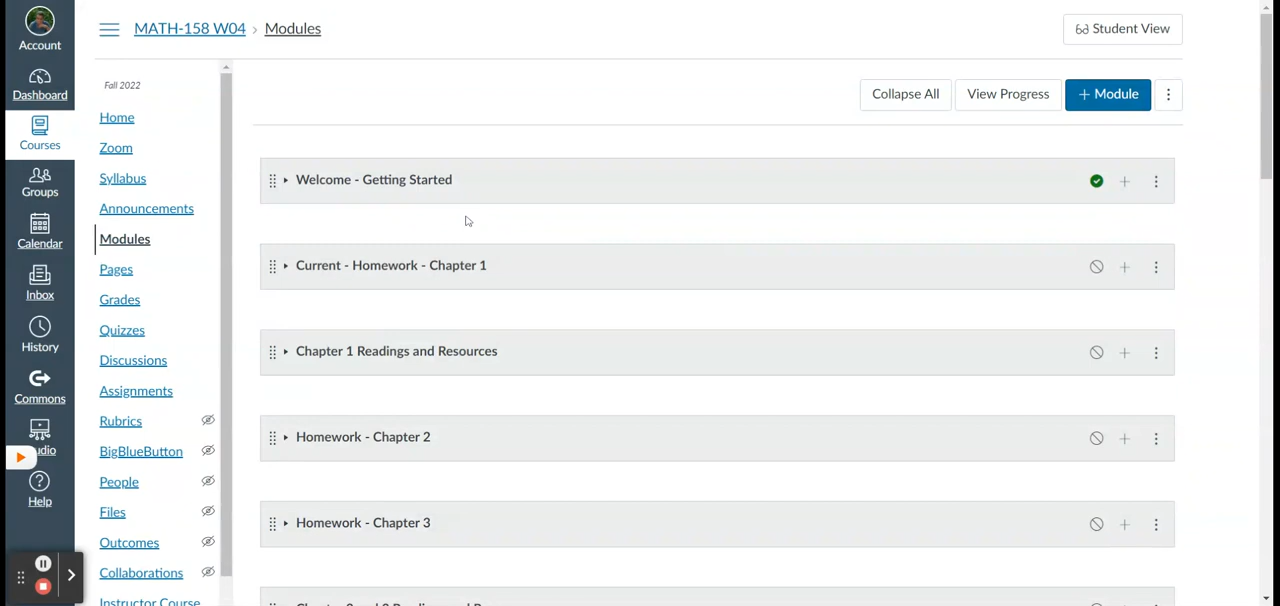 Account
Dashboard
Courses
Groups
Calendar
Inbox
History
Commons
udio
Help
MATH-158 W04 > Modules
Student View
Fall 2022
Home
Zoom
Syllabus
Announcements
Modules
Pages
Grades
Quizzes
Discussions
Assignments
Rubrics
BigBlueButton
People
Files
Outcomes
Collaborations
Instructor Course
Collapse All
View Progress
+ Module
Welcome - Getting Started
Current - Homework - Chapter 1
Chapter 1 Readings and Resources
Homework - Chapter 2
Homework - Chapter 3